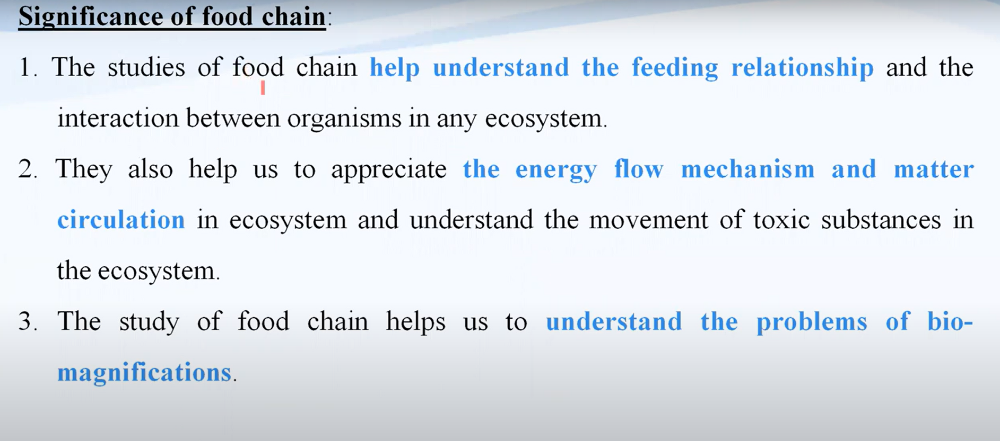 Significance of food chain:
1. The studies of food chain help understand the feeding relationship and the
interaction between organisms in any ecosystem.
2. They also help us to appreciate the energy flow mechanism and matter
circulation in ecosystem and understand the movement of toxic substances in
the ecosystem.
3. The study of food chain helps us to understand the problems of bio-
magnifications.